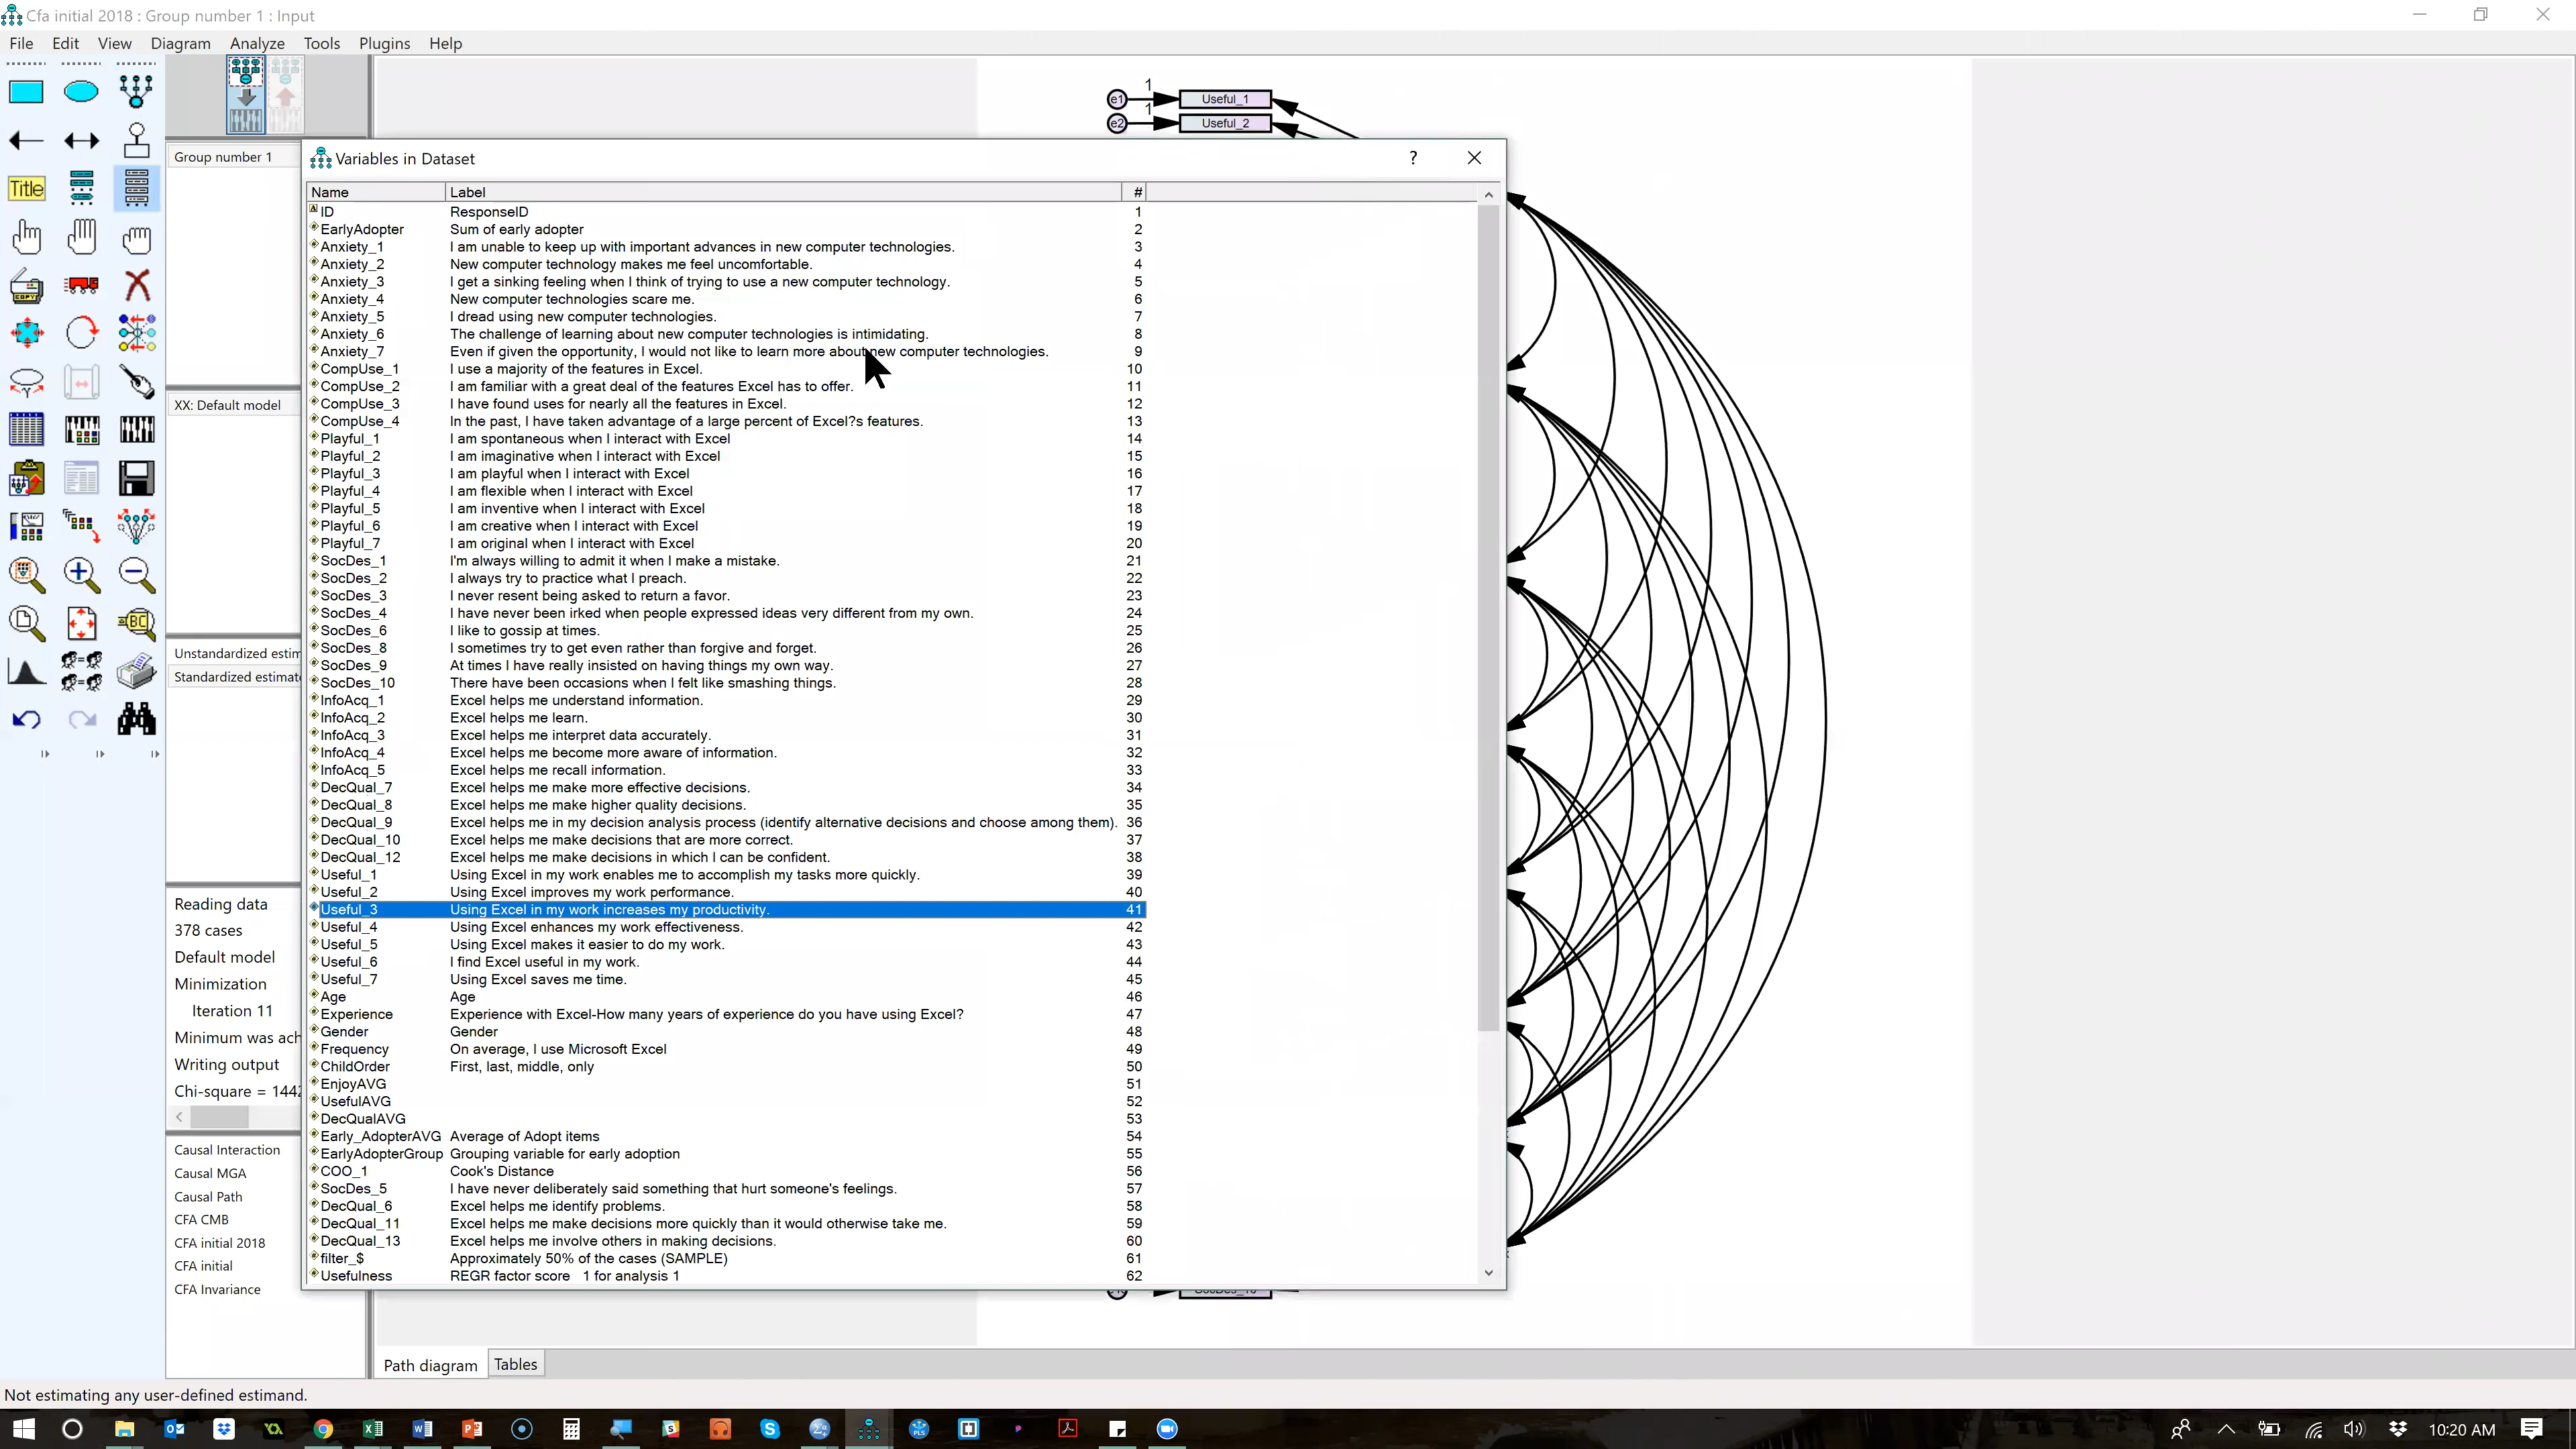 Cfa initial 2018 : Group number 1 : Input
File Edit View Diagram Analyze Tools Plugins Help
Title
Group number 1
XX: Default model
Unstandardized estim
Standardized estimate
Reading data
378 cases
Default model
Minimization
Iteration 11
Minimum was ach
Writing output
Chi-square = 1442
Causal Interaction
Causal MGA
Causal Path
CFA CMB
CFA initial 2018
CFA initial
CFA Invariance
1
e1 Useful_1
1
e2 Useful_2
Variables in Dataset ?
Name Label #
ID ResponseID 1
EarlyAdopter Sum of early adopter 2
Anxiety_1 I am unable to keep up with important advances in new computer technologies. 3
Anxiety_2 New computer technology makes me feel uncomfortable. 4
Anxiety_3 I get a sinking feeling when I think of trying to use a new computer technology. 5
Anxiety_4 New computer technologies scare me. 6
Anxiety_5 I dread using new computer technologies. 7
Anxiety_6 The challenge of learning about new computer technologies is intimidating. 8
Anxiety_7 Even if given the opportunity, I would not like to learn more about new computer technologies. 9
CompUse_1 I use a majority of the features in Excel. 10
CompUse_2 I am familiar with a great deal of the features Excel has to offer. 11
CompUse_3 I have found uses for nearly all the features in Excel. 12
CompUse_4 In the past, I have taken advantage of a large percent of Excel?s features. 13
Playful_1 I am spontaneous when I interact with Excel 14
Playful_2 I am imaginative when I interact with Excel 15
Playful_3 I am playful when I interact with Excel 16
Playful_4 I am flexible when I interact with Excel 17
Playful_5 I am inventive when I interact with Excel 18
Playful_6 I am creative when I interact with Excel 19
Playful_7 I am original when I interact with Excel 20
SocDes_1 I'm always willing to admit it when I make a mistake. 21
SocDes_2 I always try to practice what I preach. 22
SocDes_3 I never resent being asked to return a favor. 23
SocDes_4 I have never been irked when people expressed ideas very different from my own. 24
SocDes_6 I like to gossip at times. 25
SocDes_8 I sometimes try to get even rather than forgive and forget. 26
SocDes_9 At times I have really insisted on having things my own way. 27
SocDes_10 There have been occasions when I felt like smashing things. 28
InfoAcq_1 Excel helps me understand information. 29
InfoAcq_2 Excel helps me learn. 30
InfoAcq_3 Excel helps me interpret data accurately. 31
InfoAcq_4 Excel helps me become more aware of information. 32
InfoAcq_5 Excel helps me recall information. 33
DecQual_7 Excel helps me make more effective decisions. 34
DecQual_8 Excel helps me make higher quality decisions. 35
DecQual_9 Excel helps me in my decision analysis process (identify alternative decisions and choose among them). 36
DecQual_10 Excel helps me make decisions that are more correct. 37
DecQual_12 Excel helps me make decisions in which I can be confident. 38
Useful_1 Using Excel in my work enables me to accomplish my tasks more quickly. 39
Useful_2 Using Excel improves my work performance. 40
Useful_3 Using Excel in my work increases my productivity. 41
Useful_4 Using Excel enhances my work effectiveness. 42
Useful_5 Using Excel makes it easier to do my work. 43
Useful_6 I find Excel useful in my work. 44
Useful_7 Using Excel saves me time. 45
Age Age 46
Experience Experience with Excel-How many years of experience do you have using Excel? 47
Gender Gender 48
Frequency On average, I use Microsoft Excel 49
ChildOrder First, last, middle, only 50
EnjoyAVG 51
UsefulAVG 52
DecQualAVG 53
Early_AdopterAVG Average of Adopt items 54
EarlyAdopterGroup Grouping variable for early adoption 55
COO_1 Cook's Distance 56
SocDes_5 I have never deliberately said something that hurt someone's feelings. 57
DecQual_6 Excel helps me identify problems. 58
DecQual_11 Excel helps me make decisions more quickly than it would otherwise take me. 59
DecQual_13 Excel helps me involve others in making decisions. 60
filter_$ Approximately 50% of the cases (SAMPLE) 61
Usefulness REGR factor score 1 for analysis 1 62
Path diagram Tables
Not estimating any user-defined estimand.
10:20 AM